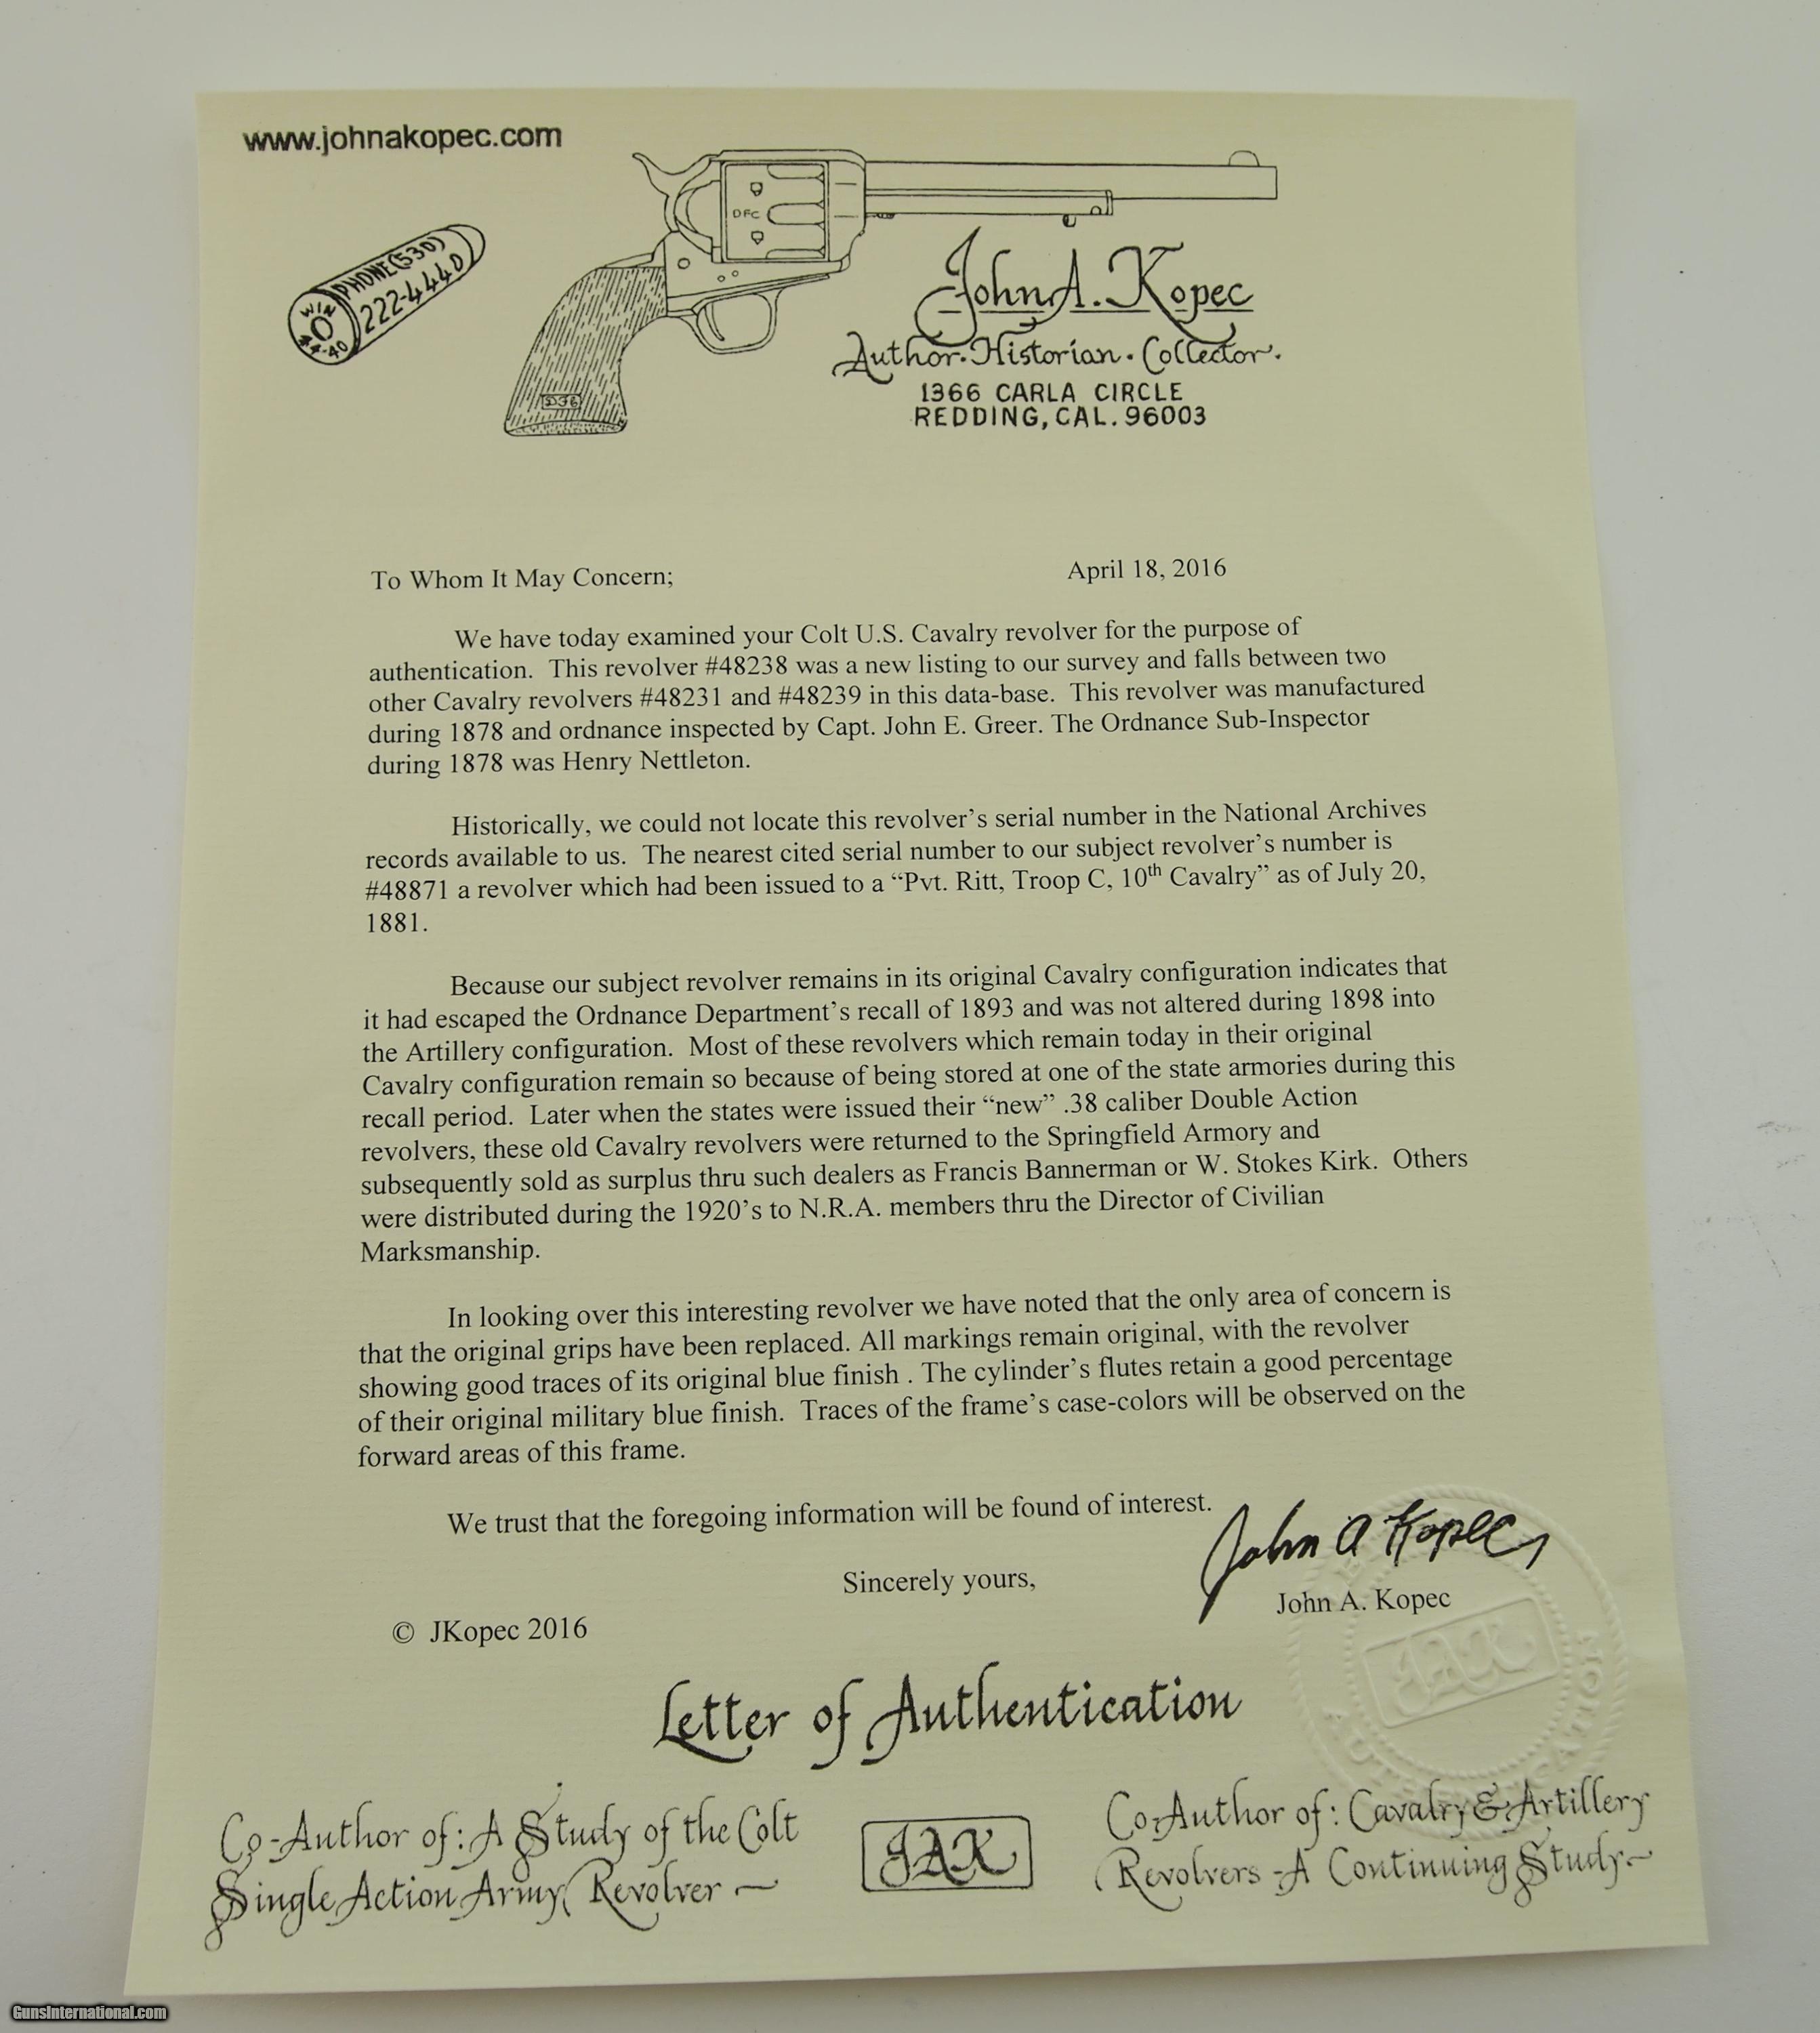 www.johnakopec.com
PHONE (530)
222-4440
W/Z
44-40
DFC
DJG
John A. Kopec
Author. Historian. Collector.
1366 CARLA CIRCLE
REDDING, CAL. 96003
To Whom It May Concern; April 18, 2016
We have today examined your Colt U.S. Cavalry revolver for the purpose of
authentication. This revolver #48238 was a new listing to our survey and falls between two
other Cavalry revolvers #48231 and #48239 in this data-base. This revolver was manufactured
during 1878 and ordnance inspected by Capt. John E. Greer. The Ordnance Sub-Inspector
during 1878 was Henry Nettleton.
Historically, we could not locate this revolver’s serial number in the National Archives
records available to us. The nearest cited serial number to our subject revolver’s number is
#48871 a revolver which had been issued to a “Pvt. Ritt, Troop C, 10th Cavalry” as of July 20,
1881.
Because our subject revolver remains in its original Cavalry configuration indicates that
it had escaped the Ordnance Department’s recall of 1893 and was not altered during 1898 into
the Artillery configuration. Most of these revolvers which remain today in their original
Cavalry configuration remain so because of being stored at one of the state armories during this
recall period. Later when the states were issued their “new” .38 caliber Double Action
revolvers, these old Cavalry revolvers were returned to the Springfield Armory and
subsequently sold as surplus thru such dealers as Francis Bannerman or W. Stokes Kirk. Others
were distributed during the 1920’s to N.R.A. members thru the Director of Civilian
Marksmanship.
In looking over this interesting revolver we have noted that the only area of concern is
that the original grips have been replaced. All markings remain original, with the revolver
showing good traces of its original blue finish . The cylinder’s flutes retain a good percentage
of their original military blue finish. Traces of the frame’s case-colors will be observed on the
forward areas of this frame.
We trust that the foregoing information will be found of interest.
John A Kopec
Sincerely yours,
John A. Kopec
© JKopec 2016
JAK
AUTHENTICATION
Letter of Authentication
Co-Author of: A Study of the Colt
Single Action Army Revolver ~
JAK
Co-Author of: Cavalry & Artillery
Revolvers - A Continuing Study ~
GunsInternational.com